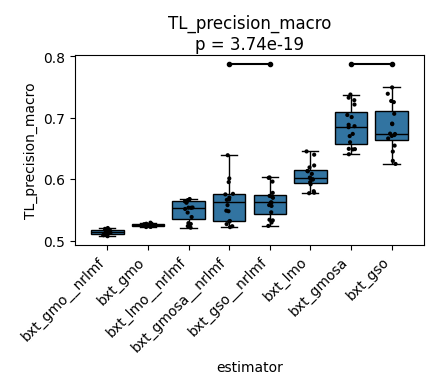 TL_precision_macro
p = 3.74e-19
TL_precision_macro
0.8
0.7
0.6
0.5
bxt_gmo__nrlmf
bxt_gmo
bxt_lmo__nrlmf
bxt_gmosa__nrlmf
bxt_gso__nrlmf
bxt_lmo
bxt_gmosa
bxt_gso
estimator